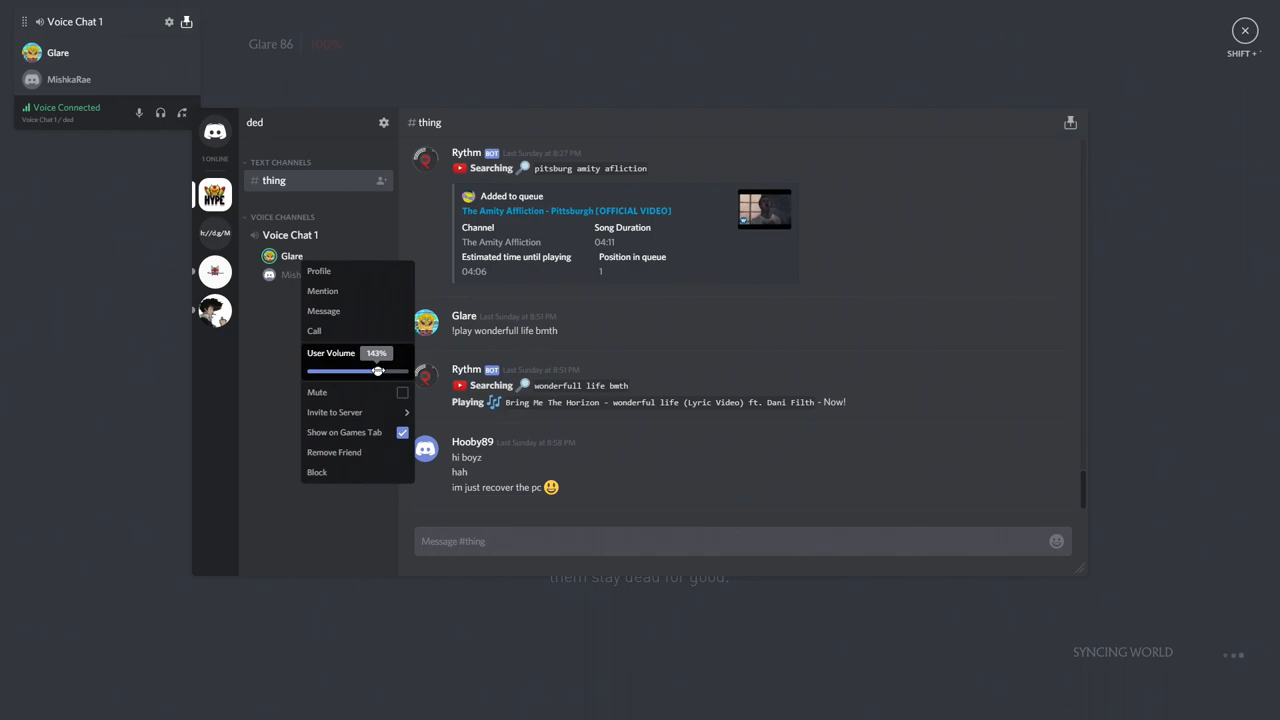 Voice Chat 1
Glare
MishkaRae
Voice Connected
Voice Chat 1 / ded
Glare 86
100%
SHIFT + `
1 ONLINE
HYPE
h://d.g/M
ded
TEXT CHANNELS
# thing
VOICE CHANNELS
Voice Chat 1
Glare
Mish
Profile
Mention
Message
Call
User Volume
143%
Mute
Invite to Server
Show on Games Tab
Remove Friend
Block
# thing
Rythm BOT Last Sunday at 8:27 PM
Searching pitsburg amity afliction
Added to queue
The Amity Affliction - Pittsburgh [OFFICIAL VIDEO]
Channel Song Duration
The Amity Affliction 04:11
Estimated time until playing Position in queue
04:06 1
Glare Last Sunday at 8:51 PM
!play wonderfull life bmth
Rythm BOT Last Sunday at 8:51 PM
Searching wonderfull life bmth
Playing Bring Me The Horizon - wonderful life (Lyric Video) ft. Dani Filth - Now!
Hooby89 Last Sunday at 8:58 PM
hi boyz
hah
im just recover the pc
Message #thing
them stay dead for good.
SYNCING WORLD